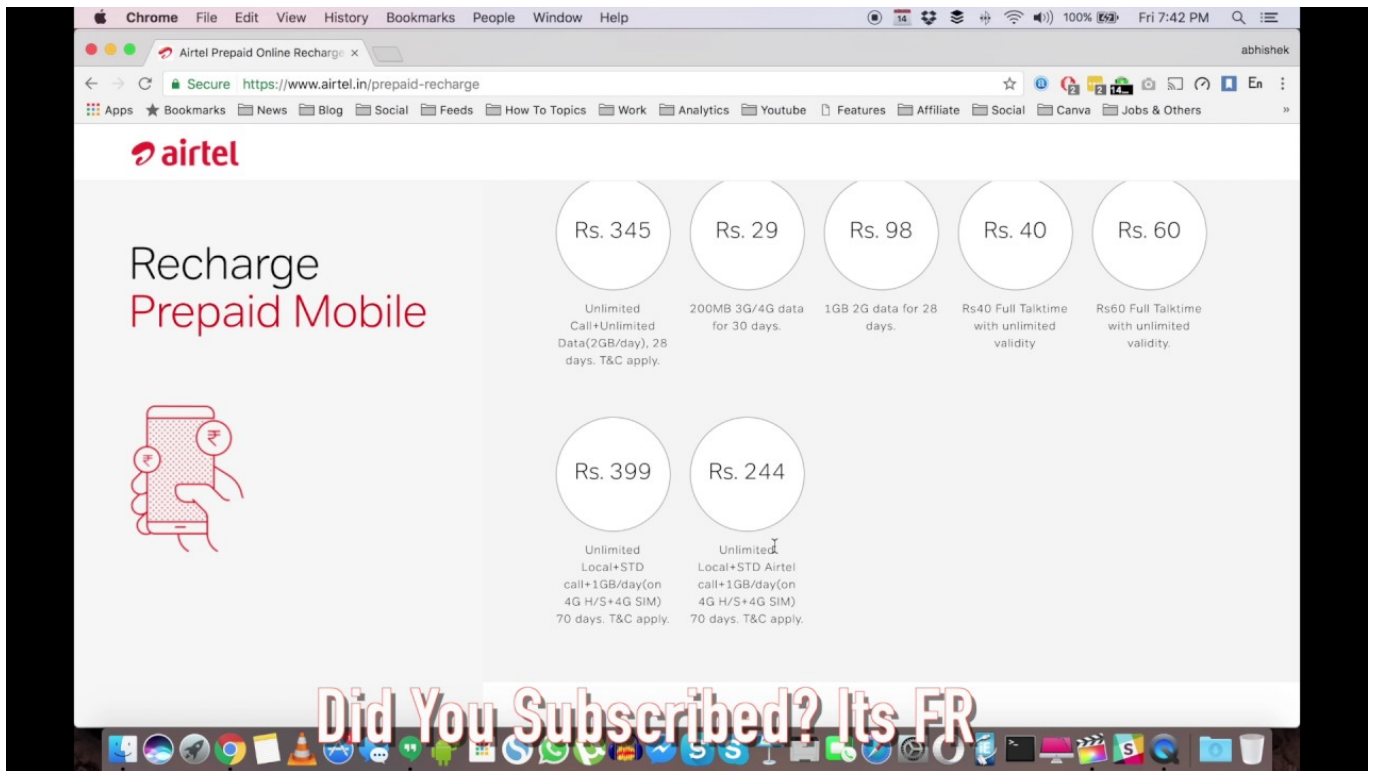 Chrome File Edit View History Bookmarks People Window Help 14 100% Fri 7:42 PM
Airtel Prepaid Online Recharge abhishek
Secure https://www.airtel.in/prepaid-recharge 2 2 14... En
Apps Bookmarks News Blog Social Feeds How To Topics Work Analytics Youtube Features Affiliate Social Canva Jobs & Others »
airtel
Recharge
Prepaid Mobile
Rs. 345
Unlimited
Call+Unlimited
Data(2GB/day), 28
days. T&C apply.
Rs. 29
200MB 3G/4G data
for 30 days.
Rs. 98
1GB 2G data for 28
days.
Rs. 40
Rs40 Full Talktime
with unlimited
validity
Rs. 60
Rs60 Full Talktime
with unlimited
validity.
Rs. 399
Unlimited
Local+STD
call+1GB/day(on
4G H/S+4G SIM)
70 days. T&C apply.
Rs. 244
Unlimited
Local+STD Airtel
call+1GB/day(on
4G H/S+4G SIM)
70 days. T&C apply.
Did You Subscribed? Its FR